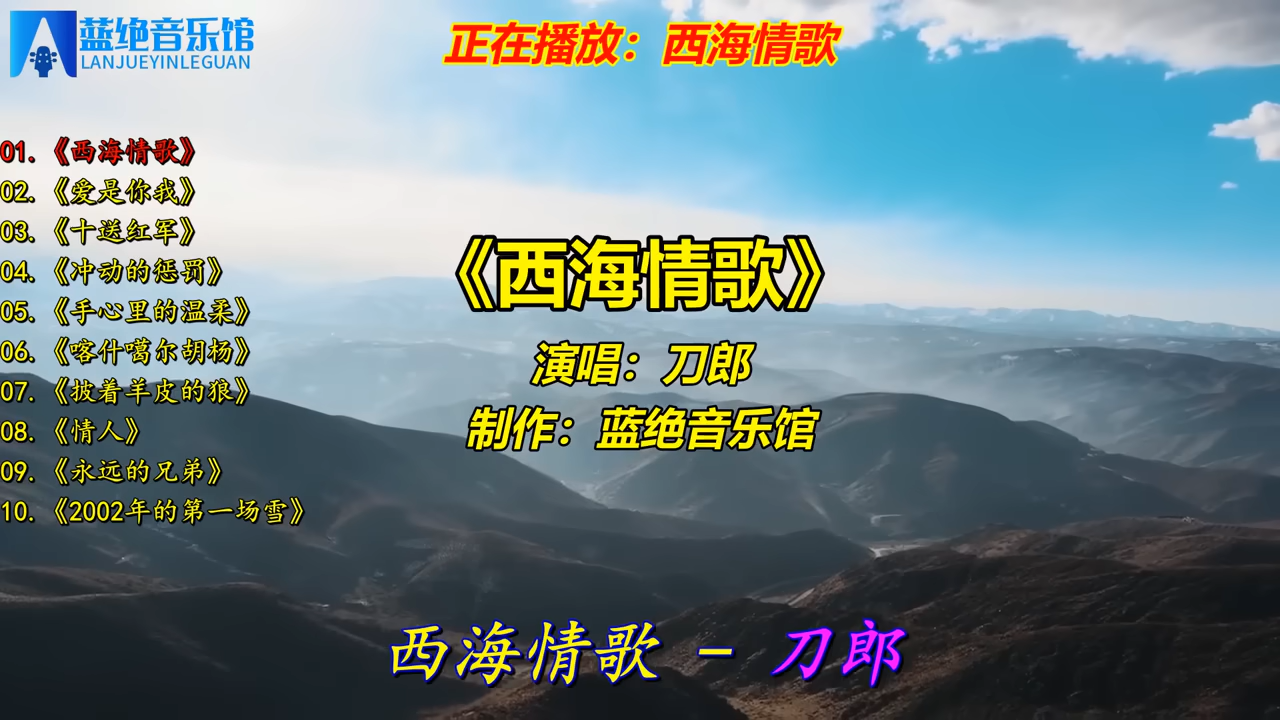 蓝绝音乐馆
LANJUEYINLEGUAN
正在播放：西海情歌
01.《西海情歌》
02.《爱是你我》
03.《十送红军》
04.《冲动的惩罚》
05.《手心里的温柔》
06.《喀什噶尔胡杨》
07.《披着羊皮的狼》
08.《情人》
09.《永远的兄弟》
10.《2002年的第一场雪》
《西海情歌》
演唱：刀郎
制作：蓝绝音乐馆
西海情歌 - 刀郎